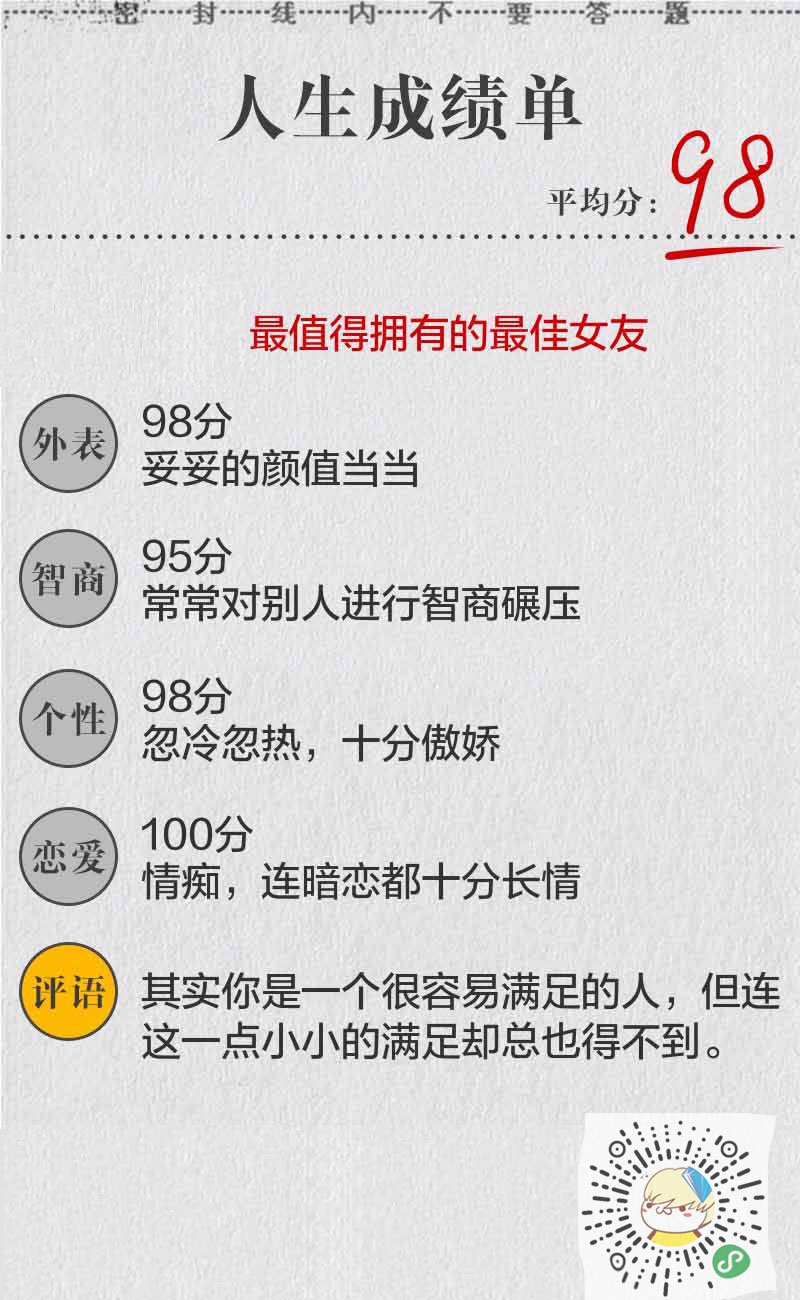 密封线内不要答题
人生成绩单
平均分：98
最值得拥有的最佳女友
外表
98分
妥妥的颜值当当
智商
95分
常常对别人进行智商碾压
个性
98分
忽冷忽热，十分傲娇
恋爱
100分
情痴，连暗恋都十分长情
评语
其实你是一个很容易满足的人，但连
这一点小小的满足却总也得不到。